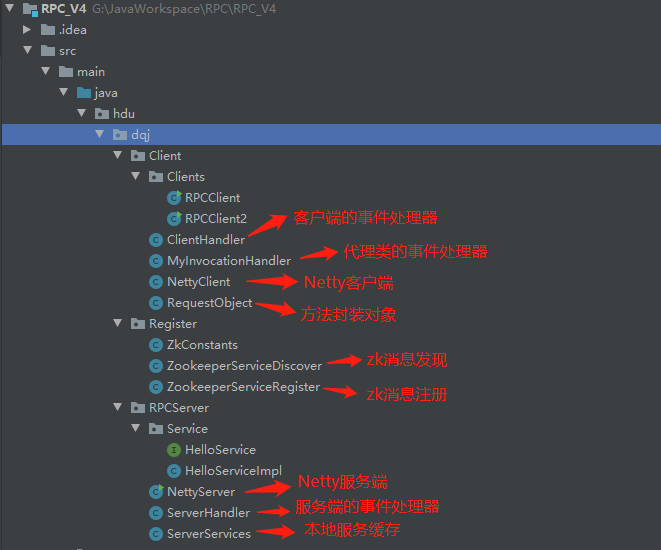 RPC_V4 G:\JavaWorkspace\RPC\RPC_V4
.idea
src
main
java
hdu
dqj
Client
Clients
RPCClient
RPCClient2
ClientHandler 客户端的事件处理器
MyInvocationHandler 代理类的事件处理器
NettyClient Netty客户端
RequestObject 方法封装对象
Register
ZkConstants
ZookeeperServiceDiscover zk消息发现
ZookeeperServiceRegister zk消息注册
RPCServer
Service
HelloService
HelloServiceImpl
NettyServer Netty服务端
ServerHandler 服务端的事件处理器
ServerServices 本地服务缓存